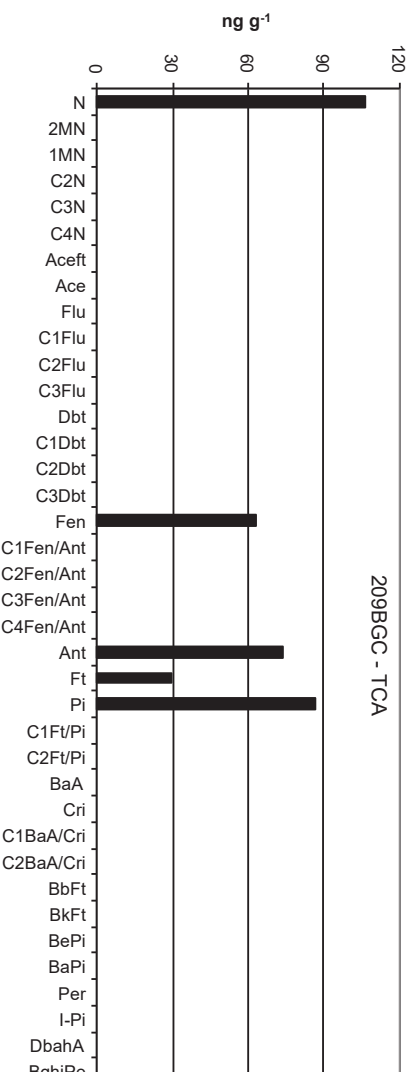 ng g-1
0 30 60 90 120
N
2MN
1MN
C2N
C3N
C4N
Aceft
Ace
Flu
C1Flu
C2Flu
C3Flu
Dbt
C1Dbt
C2Dbt
C3Dbt
Fen
C1Fen/Ant
C2Fen/Ant
C3Fen/Ant
C4Fen/Ant
Ant
Ft
Pi
C1Ft/Pi
C2Ft/Pi
BaA
Cri
C1BaA/Cri
C2BaA/Cri
BbFt
BkFt
BePi
BaPi
Per
I-Pi
DbahA
209BGC - TCA